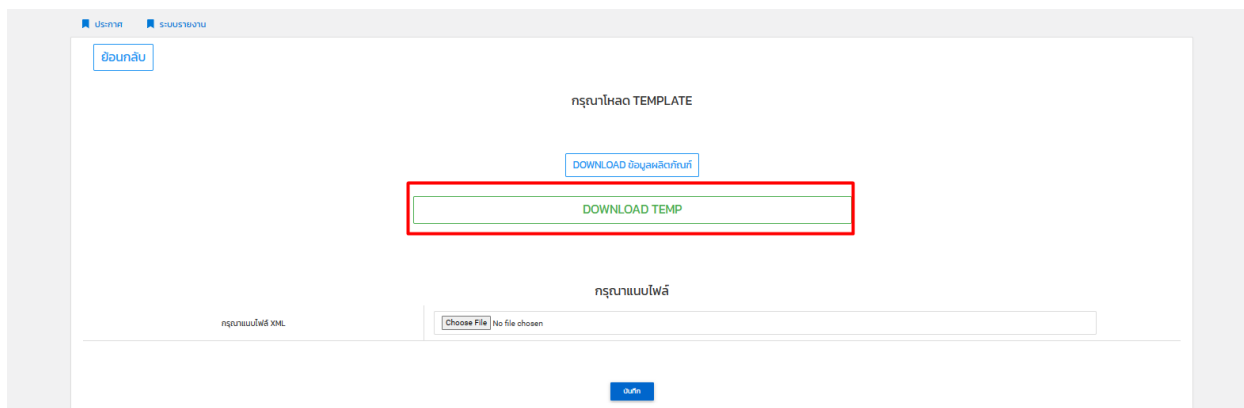 ประกาศ ระบบรายงาน
ย้อนกลับ
กรุณาโหลด TEMPLATE
DOWNLOAD ข้อมูลผลิตภัณฑ์
DOWNLOAD TEMP
กรุณาแนบไฟล์
กรุณาแนบไฟล์ XML Choose File No file chosen
บันทึก